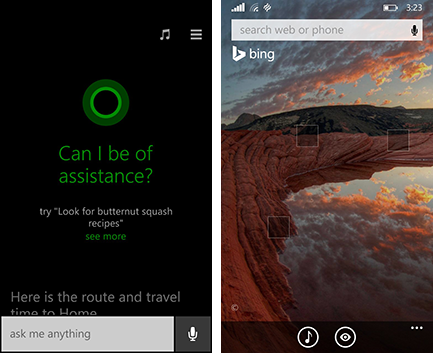 Can I be of
assistance?
try "Look for butternut squash
recipes"
see more
Here is the route and travel
time to Home
ask me anything
3:23
search web or phone
bing
©